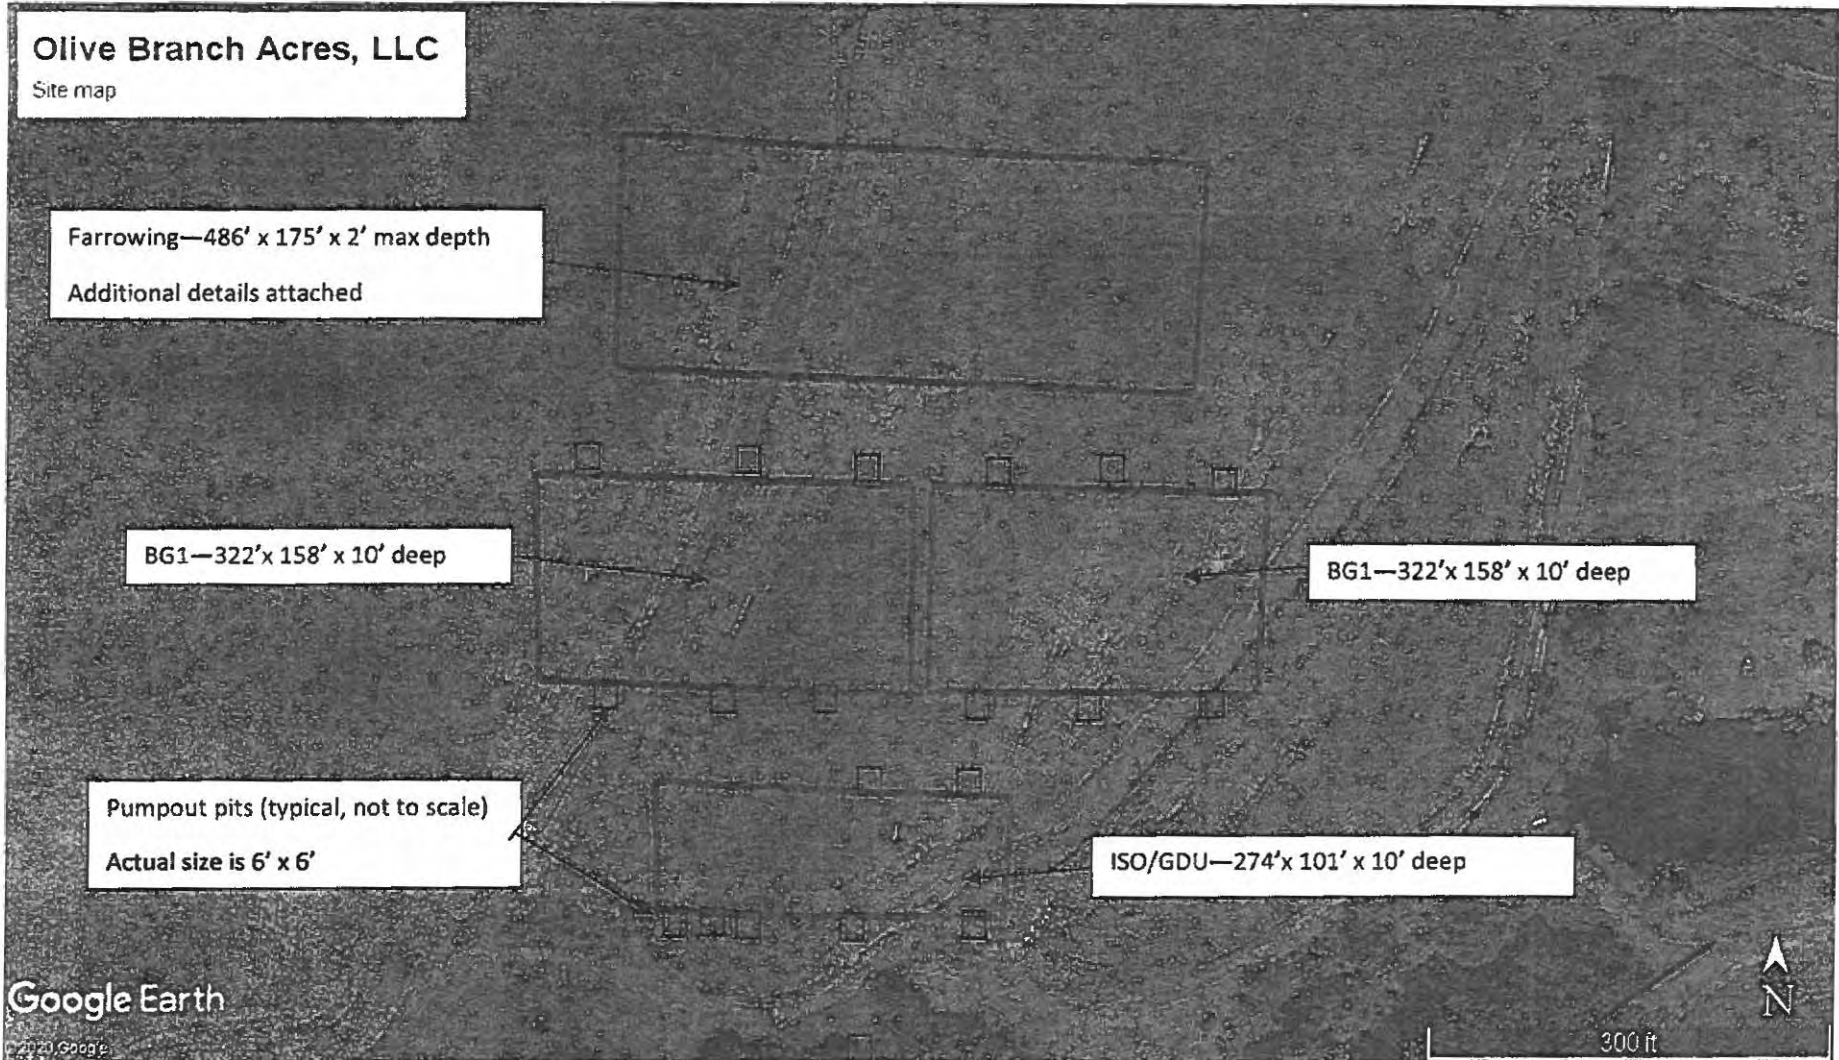 Olive Branch Acres, LLC
Site map
Farrowing—486' x 175' x 2' max depth
Additional details attached
BG1—322'x 158' x 10' deep
BG1—322'x 158' x 10' deep
Pumpout pits (typical, not to scale)
Actual size is 6' x 6'
ISO/GDU—274'x 101' x 10' deep
Google Earth
N
300 ft
Google